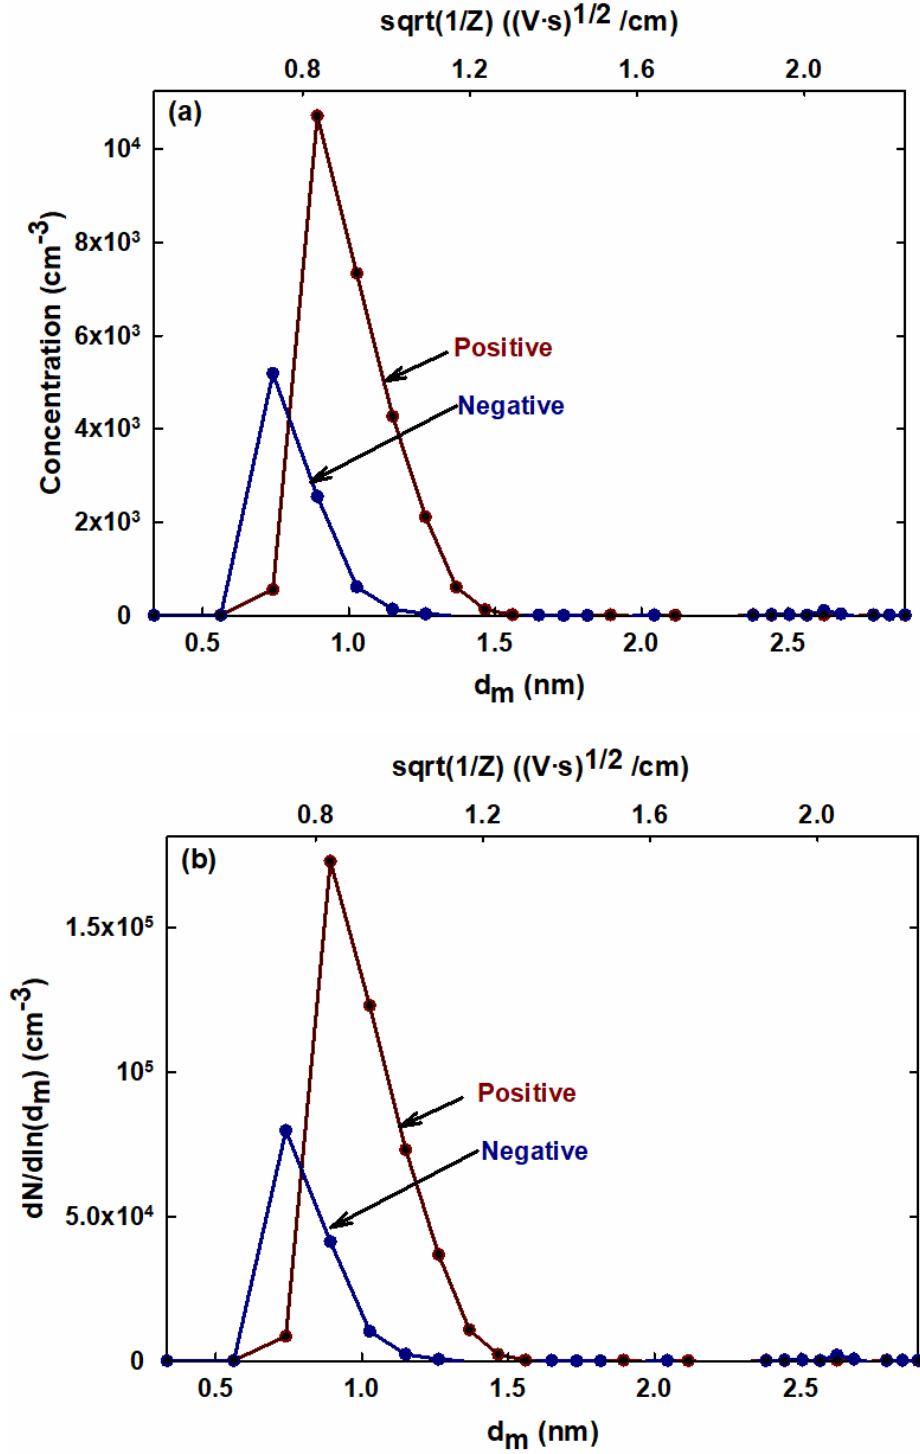 sqrt(1/Z) ((V·s)1/2 /cm)
0.8 1.2 1.6 2.0
(a)
10⁴
8x10³
6x10³
4x10³
2x10³
0
Concentration (cm-3)
Positive
Negative
0.5 1.0 1.5 2.0 2.5
dm (nm)
sqrt(1/Z) ((V·s)1/2 /cm)
0.8 1.2 1.6 2.0
(b)
1.5x10⁵
10⁵
5.0x10⁴
0
dN/dln(dm) (cm-3)
Positive
Negative
0.5 1.0 1.5 2.0 2.5
dm (nm)